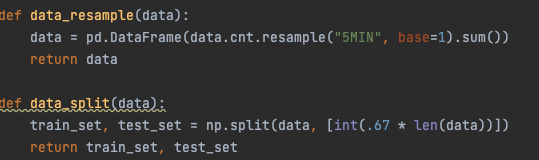 def data_resample(data):
    data = pd.DataFrame(data.cnt.resample("5MIN", base=1).sum())
    return data
def data_split(data):
    train_set, test_set = np.split(data, [int(.67 * len(data))])
    return train_set, test_set